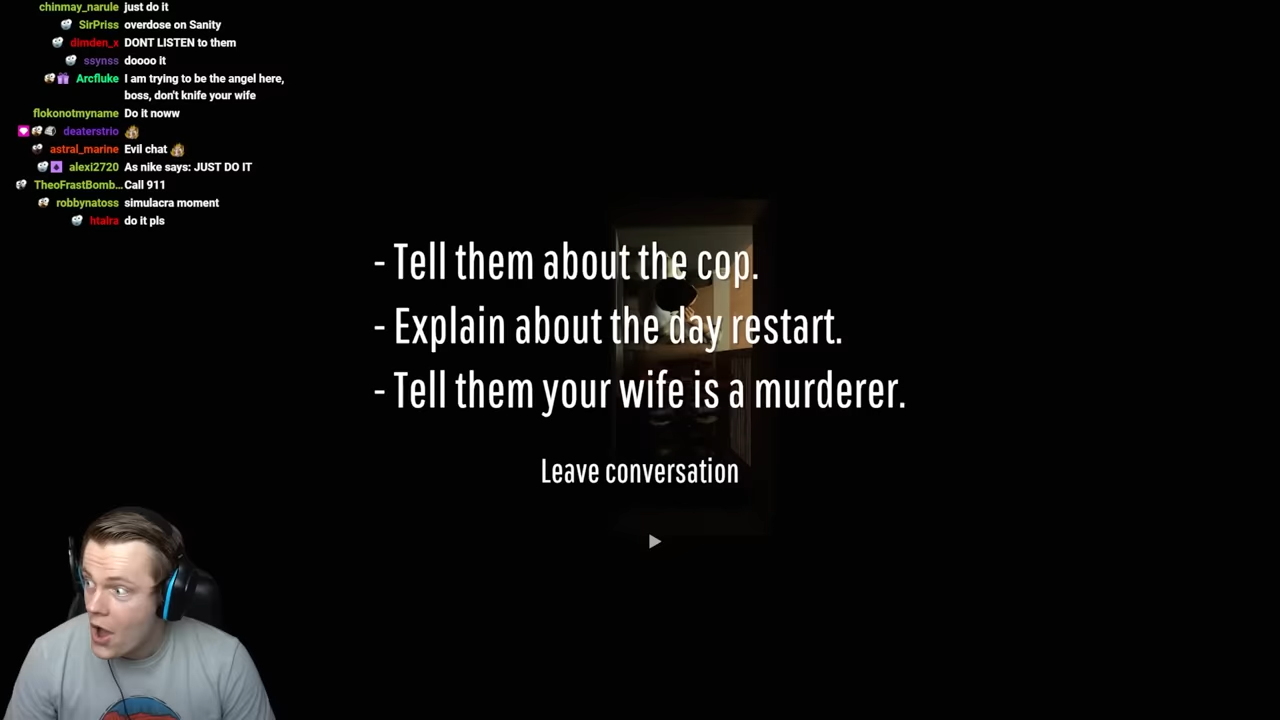 chinmay_narule just do it
SirPriss overdose on Sanity
dimden_x DONT LISTEN to them
ssynss doooo it
Arcfluke I am trying to be the angel here,
boss, don't knife your wife
flokonotmyname Do it noww
deaterstrio
astral_marine Evil chat
alexi2720 As nike says: JUST DO IT
TheoFrastBomb... Call 911
robbynatoss simulacra moment
htalra do it pls
- Tell them about the cop.
- Explain about the day restart.
- Tell them your wife is a murderer.
Leave conversation